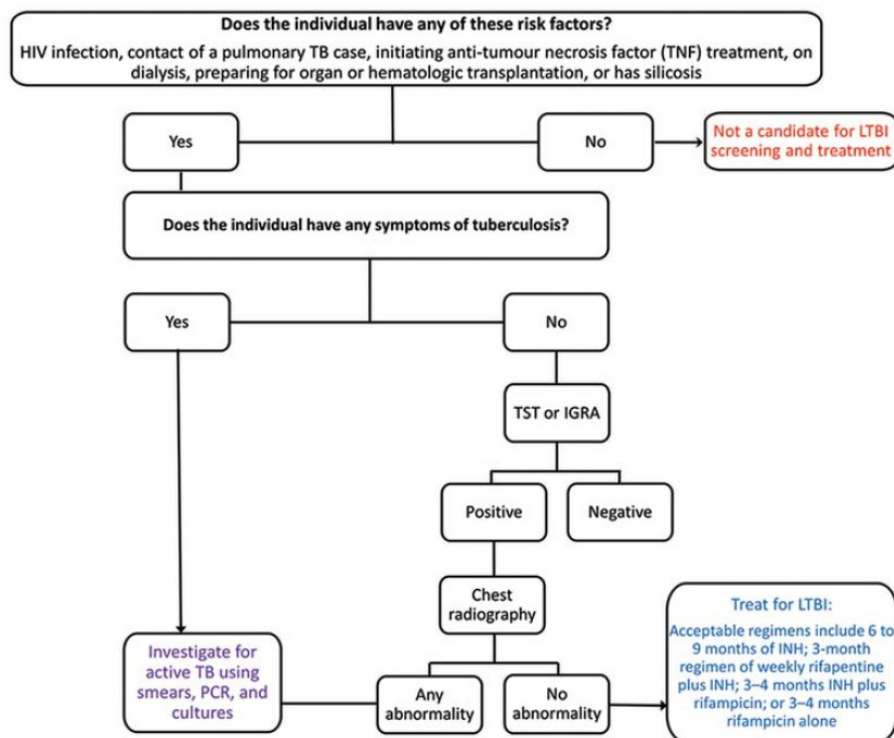 Does the individual have any of these risk factors?
HIV infection, contact of a pulmonary TB case, initiating anti-tumour necrosis factor (TNF) treatment, on
dialysis, preparing for organ or hematologic transplantation, or has silicosis
Yes
No
Not a candidate for LTBI
screening and treatment
Does the individual have any symptoms of tuberculosis?
Yes
No
TST or IGRA
Positive
Negative
Chest
radiography
Investigate for
active TB using
smears, PCR, and
cultures
Any
abnormality
No
abnormality
Treat for LTBI:
Acceptable regimens include 6 to
9 months of INH; 3-month
regimen of weekly rifapentine
plus INH; 3–4 months INH plus
rifampicin; or 3–4 months
rifampicin alone